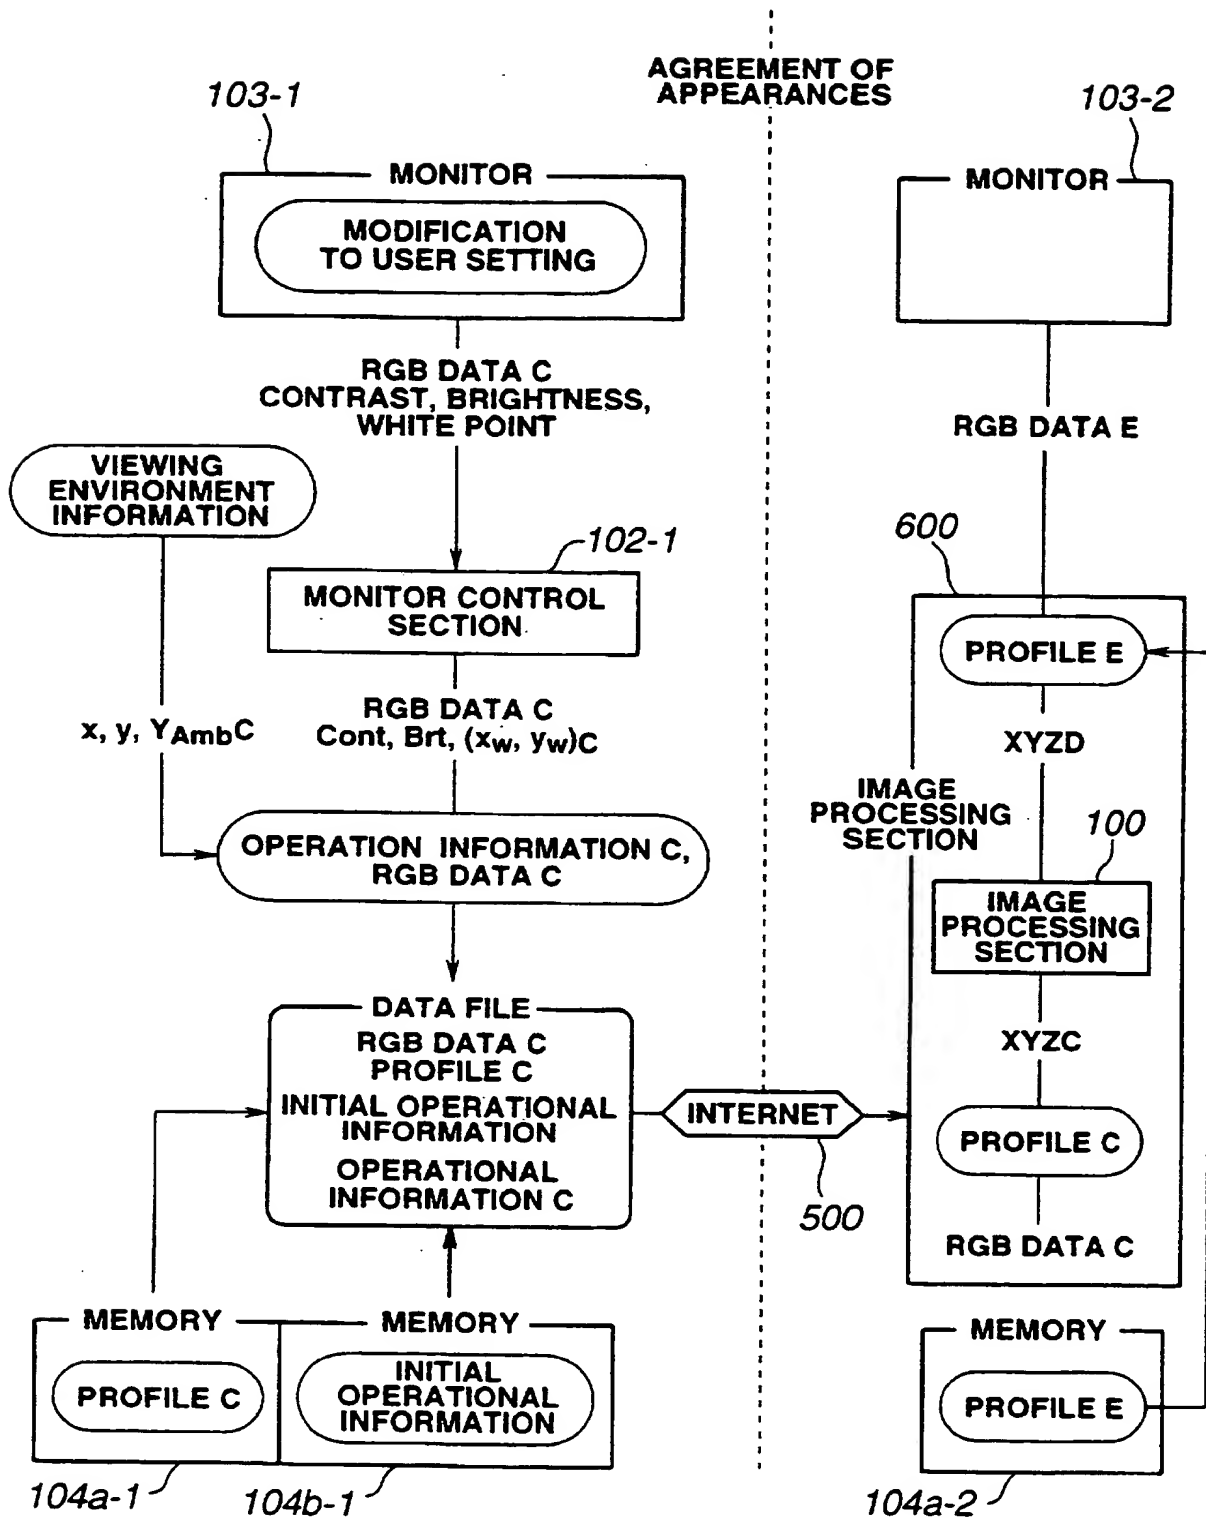 AGREEMENT OF
APPEARANCES
103-1
MONITOR
MODIFICATION
TO USER SETTING
RGB DATA C
CONTRAST, BRIGHTNESS,
WHITE POINT
VIEWING
ENVIRONMENT
INFORMATION
102-1
MONITOR CONTROL
SECTION
x, y, YAmbC
RGB DATA C
Cont, Brt, (xw, yw)C
OPERATION INFORMATION C,
RGB DATA C
DATA FILE
RGB DATA C
PROFILE C
INITIAL OPERATIONAL
INFORMATION
OPERATIONAL
INFORMATION C
MEMORY
PROFILE C
104a-1
MEMORY
INITIAL
OPERATIONAL
INFORMATION
104b-1
INTERNET
500
103-2
MONITOR
RGB DATA E
600
PROFILE E
XYZD
IMAGE
PROCESSING
SECTION
100
IMAGE
PROCESSING
SECTION
XYZC
PROFILE C
RGB DATA C
MEMORY
PROFILE E
104a-2